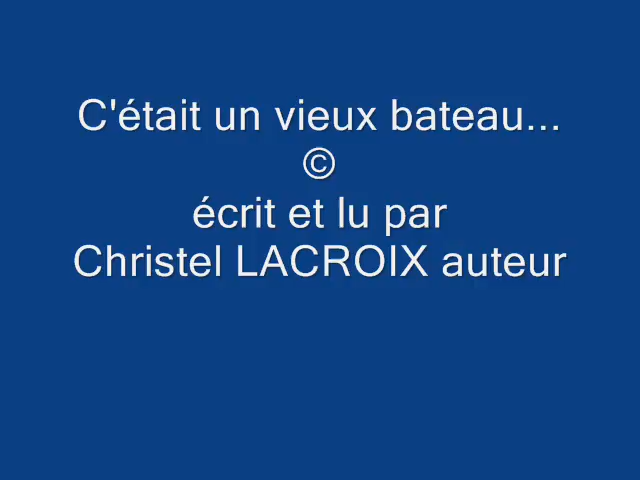 C'était un vieux bateau...
©
écrit et lu par
Christel LACROIX auteur